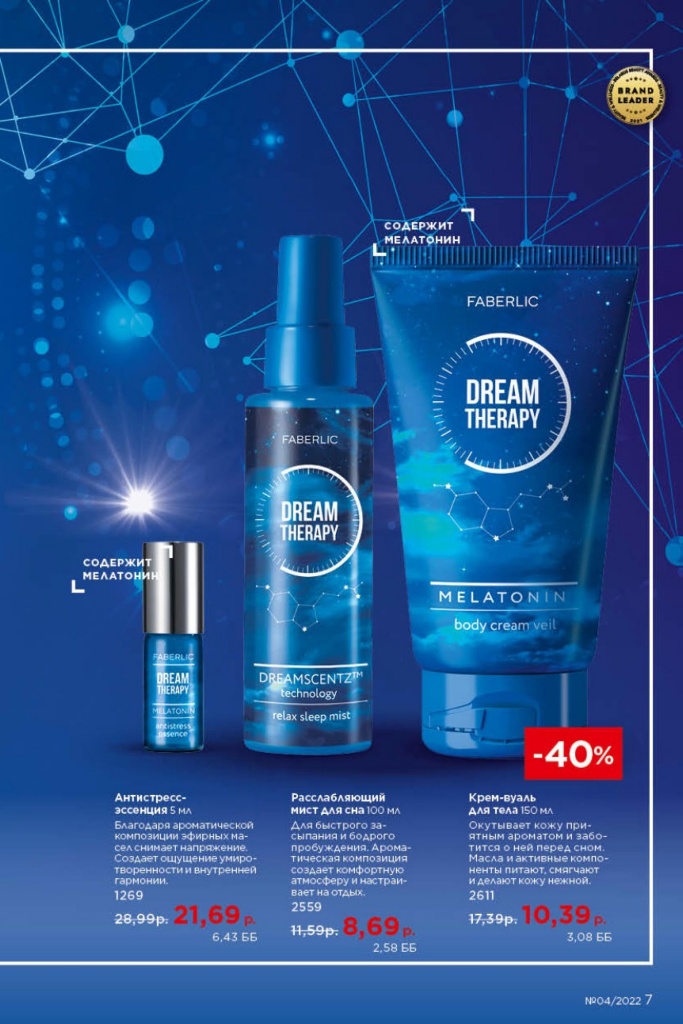 BRAND
LEADER
СОДЕРЖИТ
МЕЛАТОНИН
FABERLIC
DREAM
THERAPY
MELATONIN
body cream veil
FABERLIC
DREAM
THERAPY
DREAMSCENTZ™
technology
relax sleep mist
СОДЕРЖИТ
МЕЛАТОНИН
FABERLIC
DREAM
THERAPY
MELATONIN
antistress
essence
-40%
Антистресс-
эссенция 5 мл
Благодаря ароматической
композиции эфирных ма-
сел снимает напряжение.
Создает ощущение умиро-
творенности и внутренней
гармонии.
1269
28,99р. 21,69 р.
6,43 ББ
Расслабляющий
мист для сна 100 мл
Для быстрого за-
сыпания и бодрого
пробуждения. Арома-
тическая композиция
создает комфортную
атмосферу и настраи-
вает на отдых.
2559
11,59р. 8,69 р.
2,58 ББ
Крем-вуаль
для тела 150 мл
Окутывает кожу при-
ятным ароматом и забо-
тится о ней перед сном.
Масла и активные компо-
ненты питают, смягчают
и делают кожу нежной.
2611
17,39р. 10,39 р.
3,08 ББ
№04/2022 7